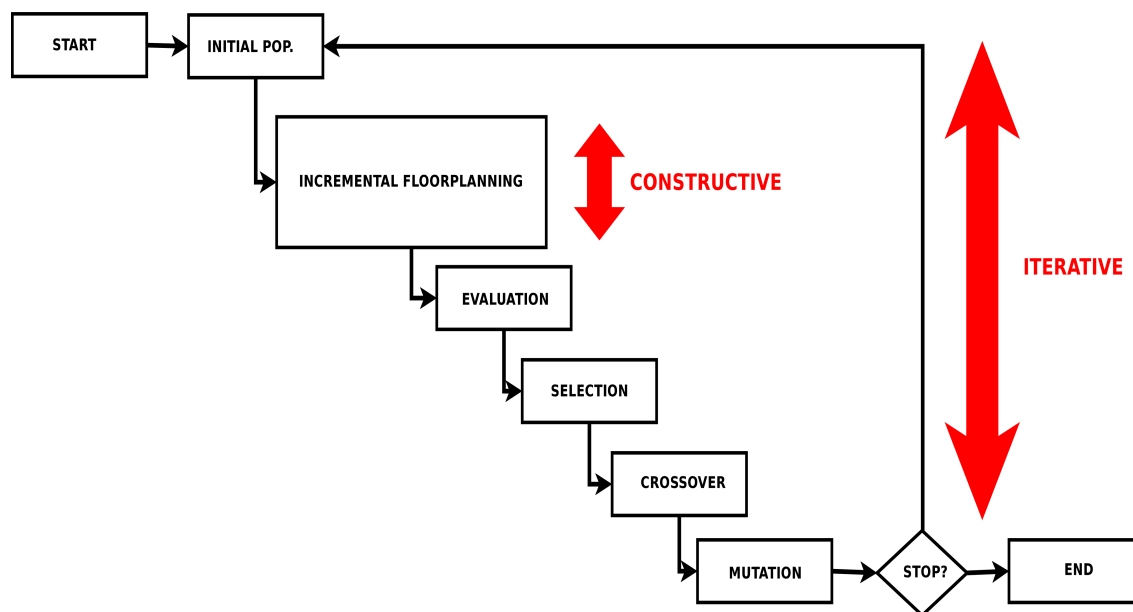 START
INITIAL POP.
INCREMENTAL FLOORPLANNING
CONSTRUCTIVE
ITERATIVE
EVALUATION
SELECTION
CROSSOVER
MUTATION
STOP?
END